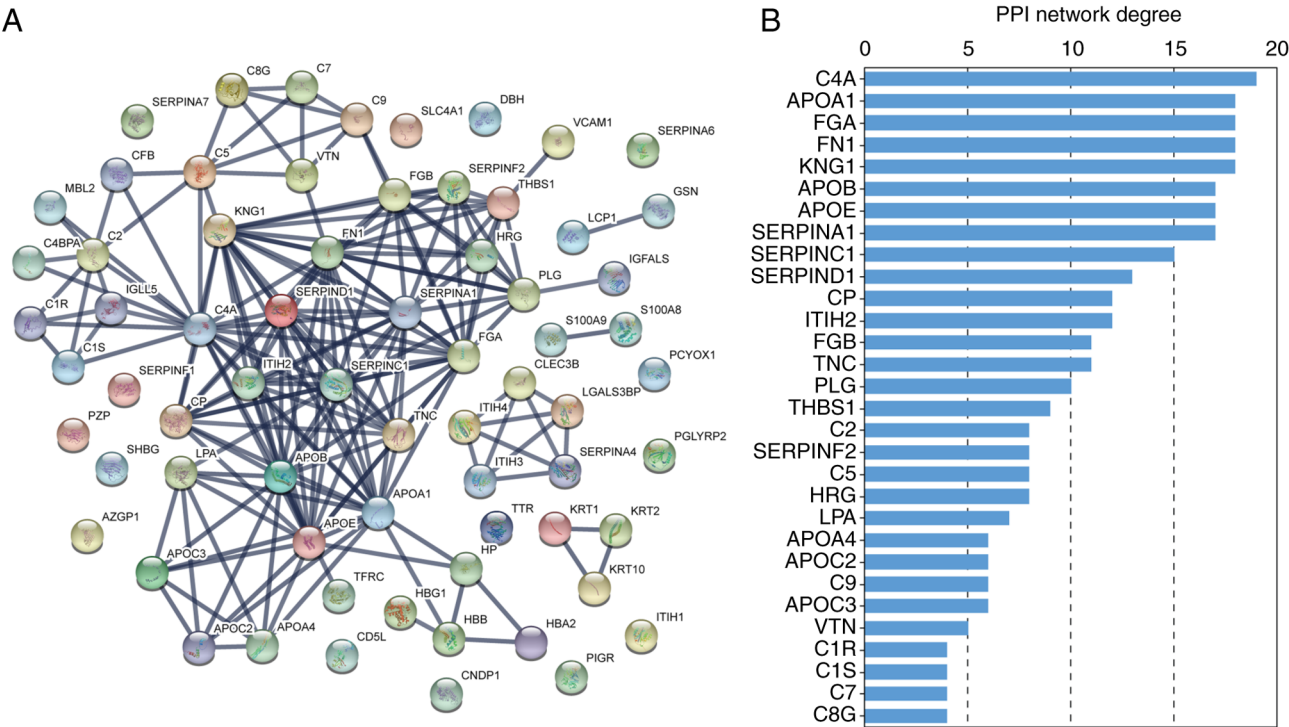 A
C8G
C7
SERPINA7
C9
SLC4A1
DBH
VCAM1
SERPINA6
CFB
C5
VTN
FGB
SERPINF2
THBS1
MBL2
GSN
KNG1
LCP1
C4BPA
C2
FN1
HRG
IGFALS
PLG
C1R
IGLL5
SERPIND1
SERPINA1
C4A
S100A9
S100A8
C1S
FGA
PCYOX1
SERPINF1
ITIH2
SERPINC1
CLEC3B
LGALS3BP
PZP
CP
TNC
ITIH4
SHBG
LPA
APOB
ITIH3
SERPINA4
PGLYRP2
AZGP1
APOA1
APOE
TTR
KRT1
KRT2
HP
APOC3
TFRC
KRT10
HBG1
APOC2
APOA4
HBB
HBA2
ITIH1
CD5L
PIGR
CNDP1
B
PPI network degree
0 5 10 15 20
C4A
APOA1
FGA
FN1
KNG1
APOB
APOE
SERPINA1
SERPINC1
SERPIND1
CP
ITIH2
FGB
TNC
PLG
THBS1
C2
SERPINF2
C5
HRG
LPA
APOA4
APOC2
C9
APOC3
VTN
C1R
C1S
C7
C8G